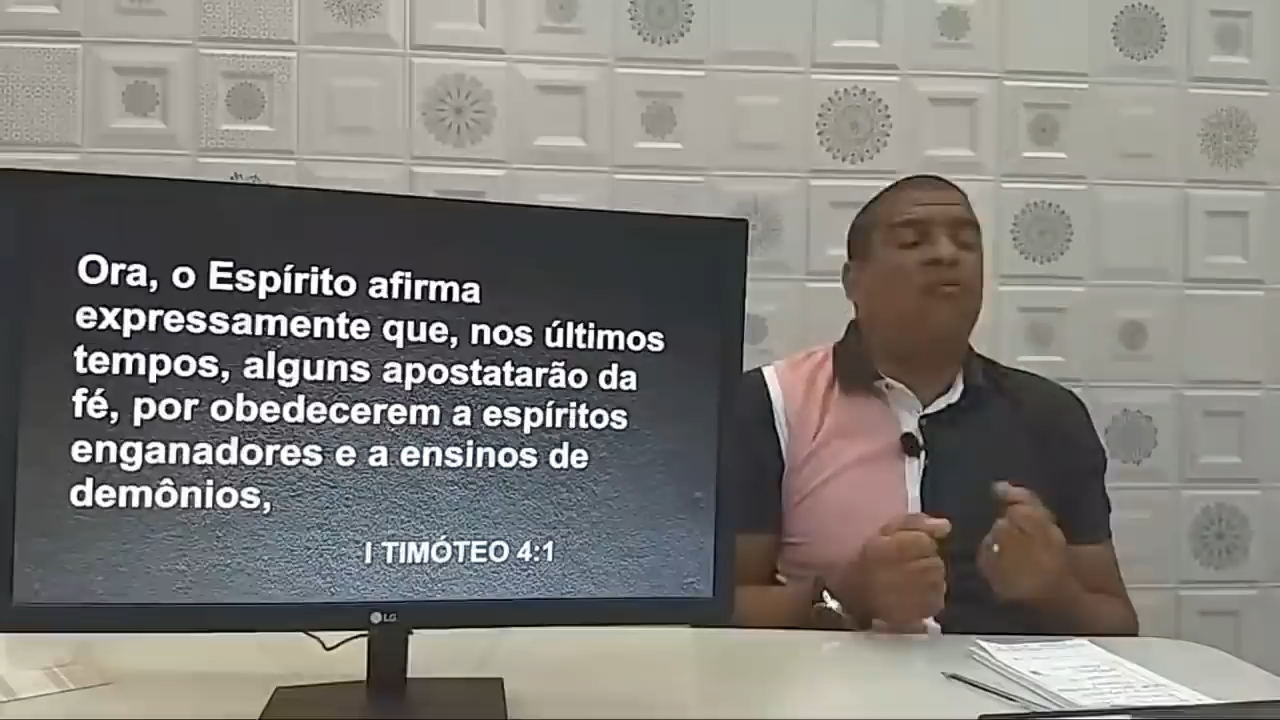 Ora, o Espírito afirma
expressamente que, nos últimos
tempos, alguns apostatarão da
fé, por obedecerem a espíritos
enganadores e a ensinos de
demônios,
I TIMÓTEO 4:1
LG